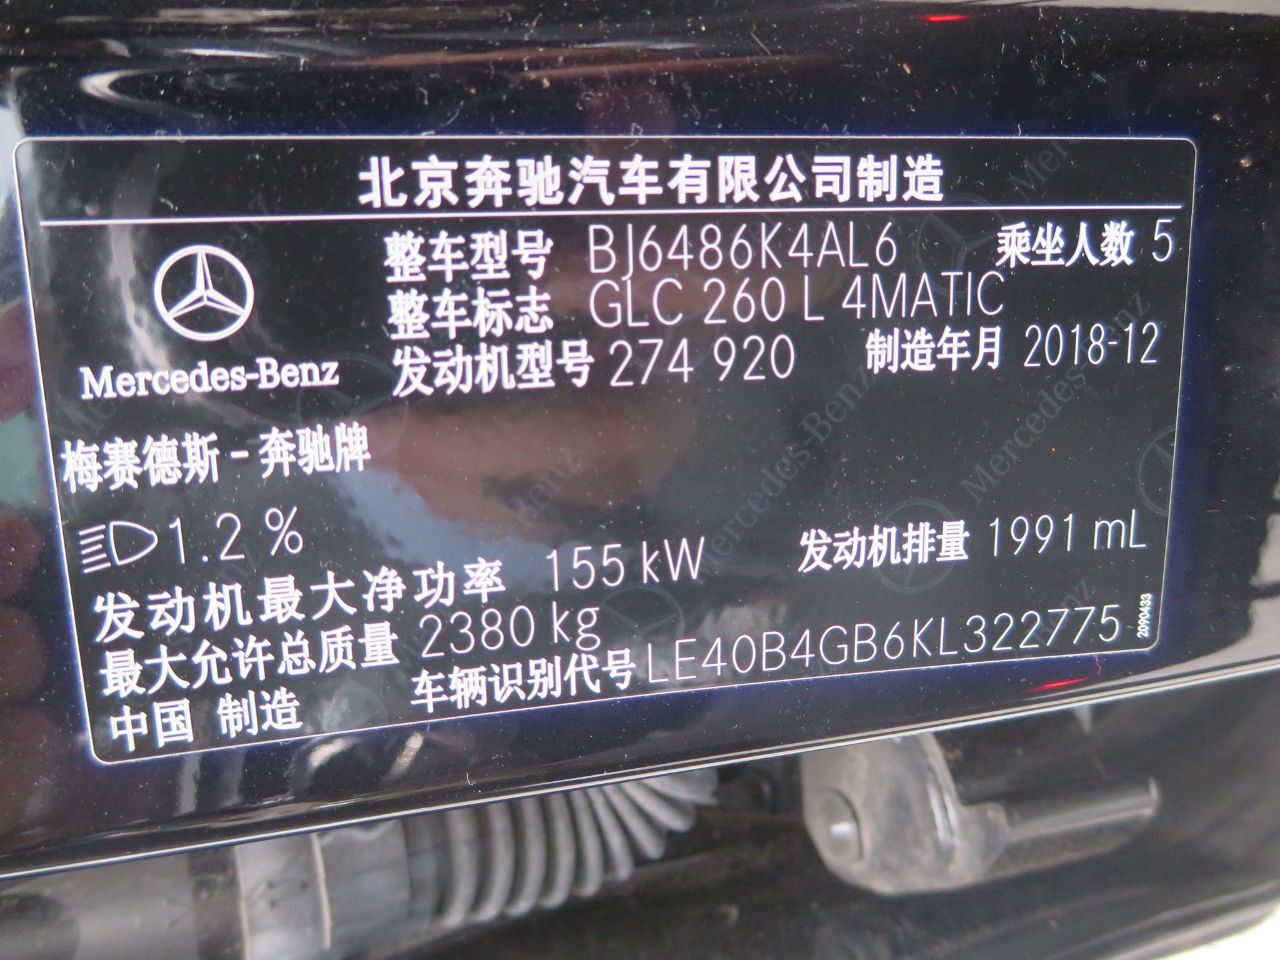 北京奔驰汽车有限公司制造
整车型号 BJ6486K4AL6 乘坐人数 5
整车标志 GLC 260 L 4MATIC
发动机型号 274 920 制造年月 2018-12
Mercedes-Benz
梅赛德斯-奔驰牌
1.2 %
发动机最大净功率 155 kW 发动机排量 1991 mL
最大允许总质量 2380 kg
中国 制造 车辆识别代号 LE40B4GB6KL322775
2090433